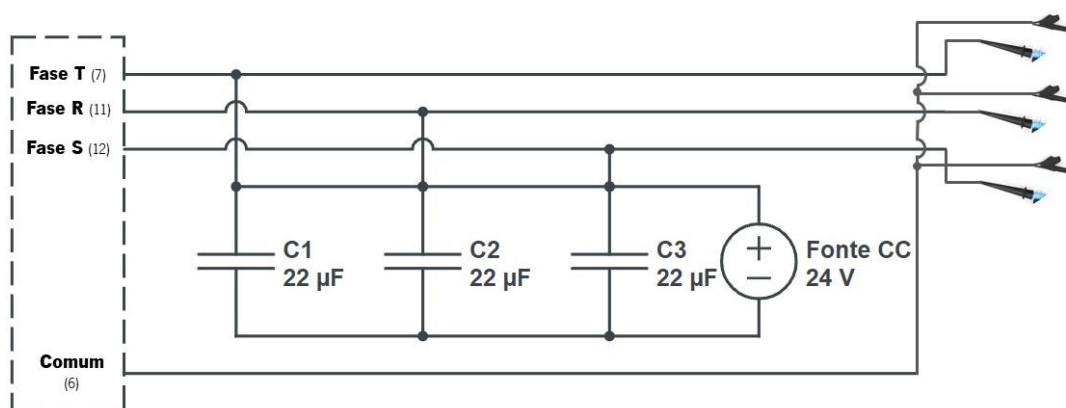 Fase T (7)
Fase R (11)
Fase S (12)
C1
22 µF
C2
22 µF
C3
22 µF
+
−
Fonte CC
24 V
Comum
(6)